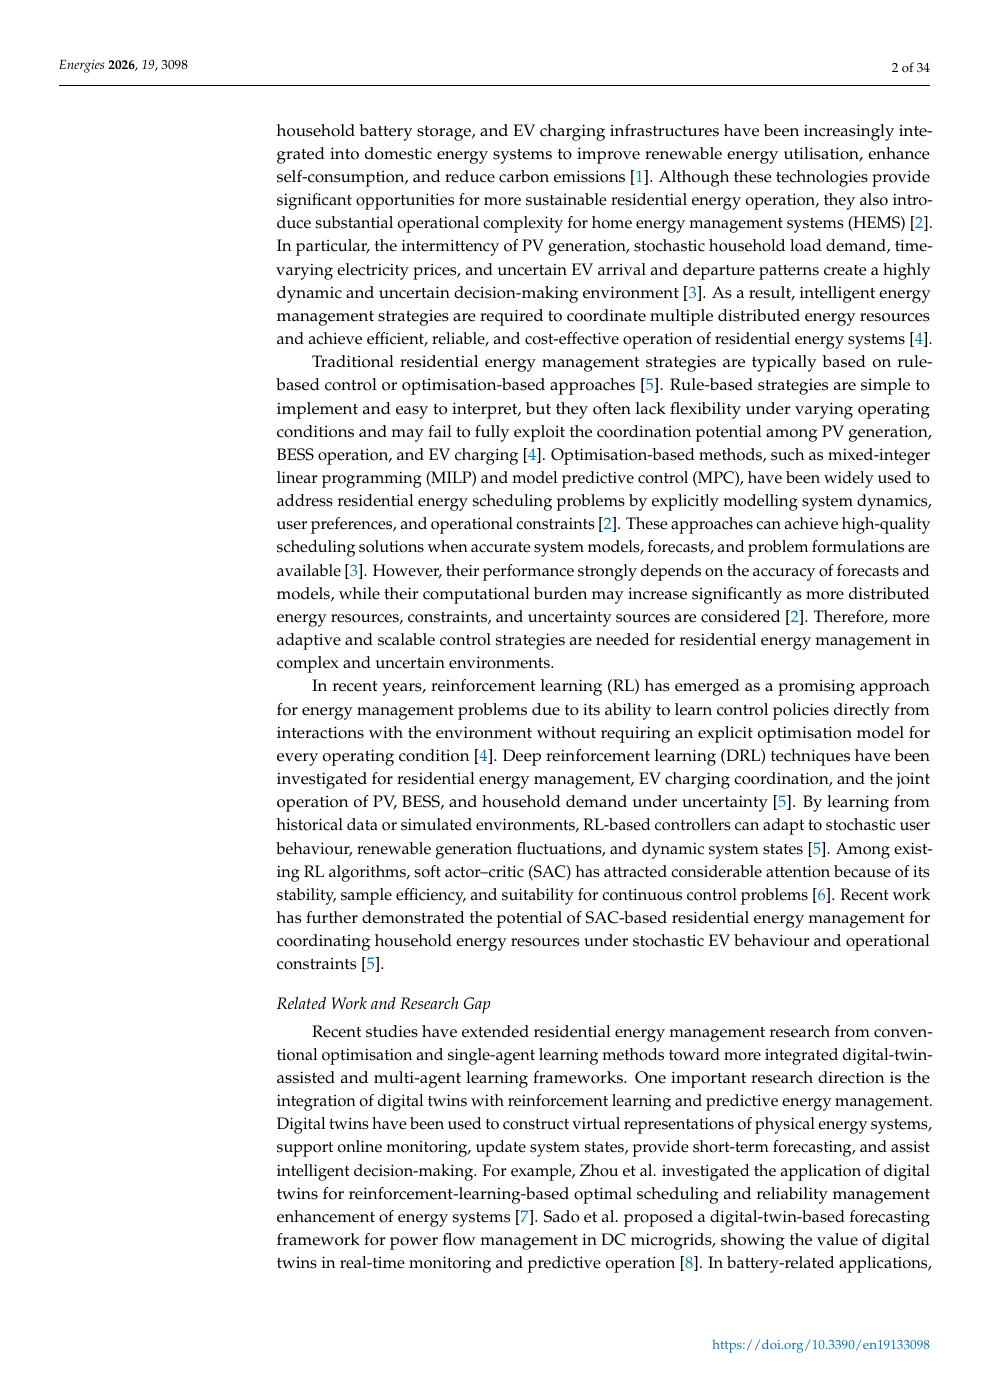 Energies 2026, 19, 3098
2 of 34
household battery storage, and EV charging infrastructures have been increasingly inte-
grated into domestic energy systems to improve renewable energy utilisation, enhance
self-consumption, and reduce carbon emissions [1]. Although these technologies provide
significant opportunities for more sustainable residential energy operation, they also intro-
duce substantial operational complexity for home energy management systems (HEMS) [2].
In particular, the intermittency of PV generation, stochastic household load demand, time-
varying electricity prices, and uncertain EV arrival and departure patterns create a highly
dynamic and uncertain decision-making environment [3]. As a result, intelligent energy
management strategies are required to coordinate multiple distributed energy resources
and achieve efficient, reliable, and cost-effective operation of residential energy systems [4].
Traditional residential energy management strategies are typically based on rule-
based control or optimisation-based approaches [5]. Rule-based strategies are simple to
implement and easy to interpret, but they often lack flexibility under varying operating
conditions and may fail to fully exploit the coordination potential among PV generation,
BESS operation, and EV charging [4]. Optimisation-based methods, such as mixed-integer
linear programming (MILP) and model predictive control (MPC), have been widely used to
address residential energy scheduling problems by explicitly modelling system dynamics,
user preferences, and operational constraints [2]. These approaches can achieve high-quality
scheduling solutions when accurate system models, forecasts, and problem formulations are
available [3]. However, their performance strongly depends on the accuracy of forecasts and
models, while their computational burden may increase significantly as more distributed
energy resources, constraints, and uncertainty sources are considered [2]. Therefore, more
adaptive and scalable control strategies are needed for residential energy management in
complex and uncertain environments.
In recent years, reinforcement learning (RL) has emerged as a promising approach
for energy management problems due to its ability to learn control policies directly from
interactions with the environment without requiring an explicit optimisation model for
every operating condition [4]. Deep reinforcement learning (DRL) techniques have been
investigated for residential energy management, EV charging coordination, and the joint
operation of PV, BESS, and household demand under uncertainty [5]. By learning from
historical data or simulated environments, RL-based controllers can adapt to stochastic user
behaviour, renewable generation fluctuations, and dynamic system states [5]. Among exist-
ing RL algorithms, soft actor–critic (SAC) has attracted considerable attention because of its
stability, sample efficiency, and suitability for continuous control problems [6]. Recent work
has further demonstrated the potential of SAC-based residential energy management for
coordinating household energy resources under stochastic EV behaviour and operational
constraints [5].
Related Work and Research Gap
Recent studies have extended residential energy management research from conven-
tional optimisation and single-agent learning methods toward more integrated digital-twin-
assisted and multi-agent learning frameworks. One important research direction is the
integration of digital twins with reinforcement learning and predictive energy management.
Digital twins have been used to construct virtual representations of physical energy systems,
support online monitoring, update system states, provide short-term forecasting, and assist
intelligent decision-making. For example, Zhou et al. investigated the application of digital
twins for reinforcement-learning-based optimal scheduling and reliability management
enhancement of energy systems [7]. Sado et al. proposed a digital-twin-based forecasting
framework for power flow management in DC microgrids, showing the value of digital
twins in real-time monitoring and predictive operation [8]. In battery-related applications,
https://doi.org/10.3390/en19133098